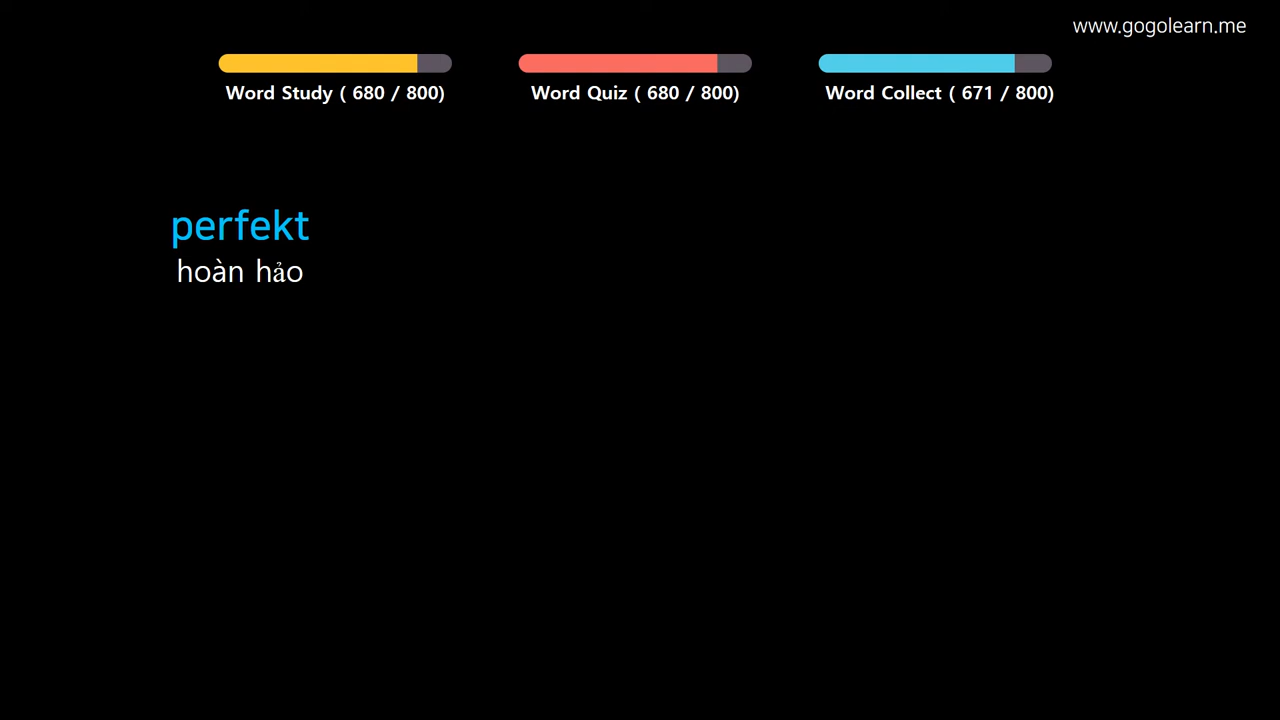 www.gogolearn.me
Word Study ( 680 / 800)
Word Quiz ( 680 / 800)
Word Collect ( 671 / 800)
perfekt
hoàn hảo